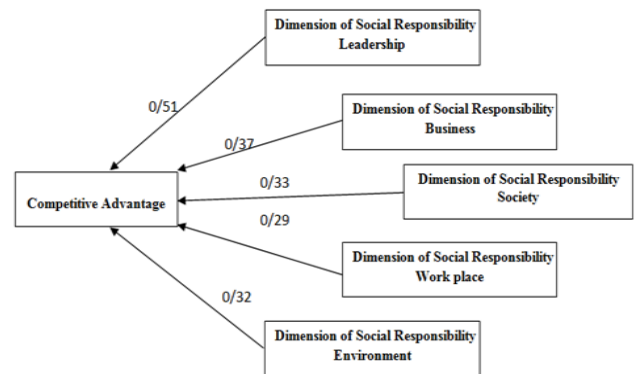 Dimension of Social Responsibility
Leadership
0/51
Dimension of Social Responsibility
Business
0/37
Dimension of Social Responsibility
Society
0/33
Competitive Advantage
0/29
Dimension of Social Responsibility
Work place
0/32
Dimension of Social Responsibility
Environment